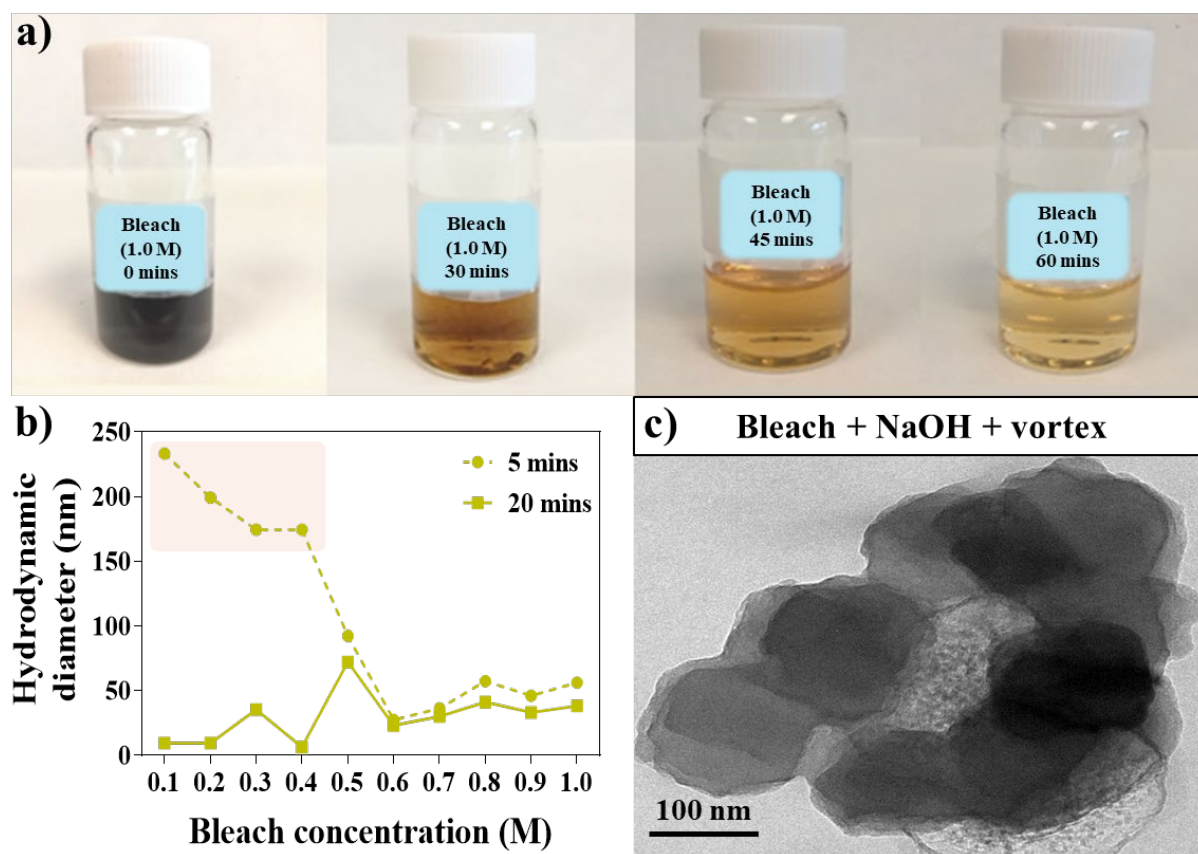 a)
Bleach
(1.0 M)
0 mins
Bleach
(1.0 M)
30 mins
Bleach
(1.0 M)
45 mins
Bleach
(1.0 M)
60 mins
b)
250
200
150
100
50
0
Hydrodynamic
diameter (nm)
5 mins
20 mins
0.1 0.2 0.3 0.4 0.5 0.6 0.7 0.8 0.9 1.0
Bleach concentration (M)
c)
Bleach + NaOH + vortex
100 nm